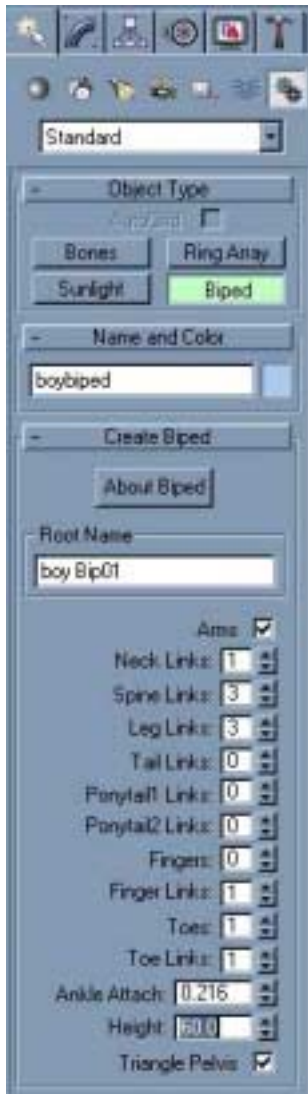 Standard
- Object Type
AutoGrid
Bones Ring Array
Sunlight Biped
- Name and Color
boybiped
- Create Biped
About Biped
Root Name
boy Bip01
Arms
Neck Links: 1
Spine Links: 3
Leg Links: 3
Tail Links: 0
Ponytail1 Links: 0
Ponytail2 Links: 0
Fingers: 0
Finger Links: 1
Toes: 1
Toe Links: 1
Ankle Attach: 0.216
Height:
Triangle Pelvis